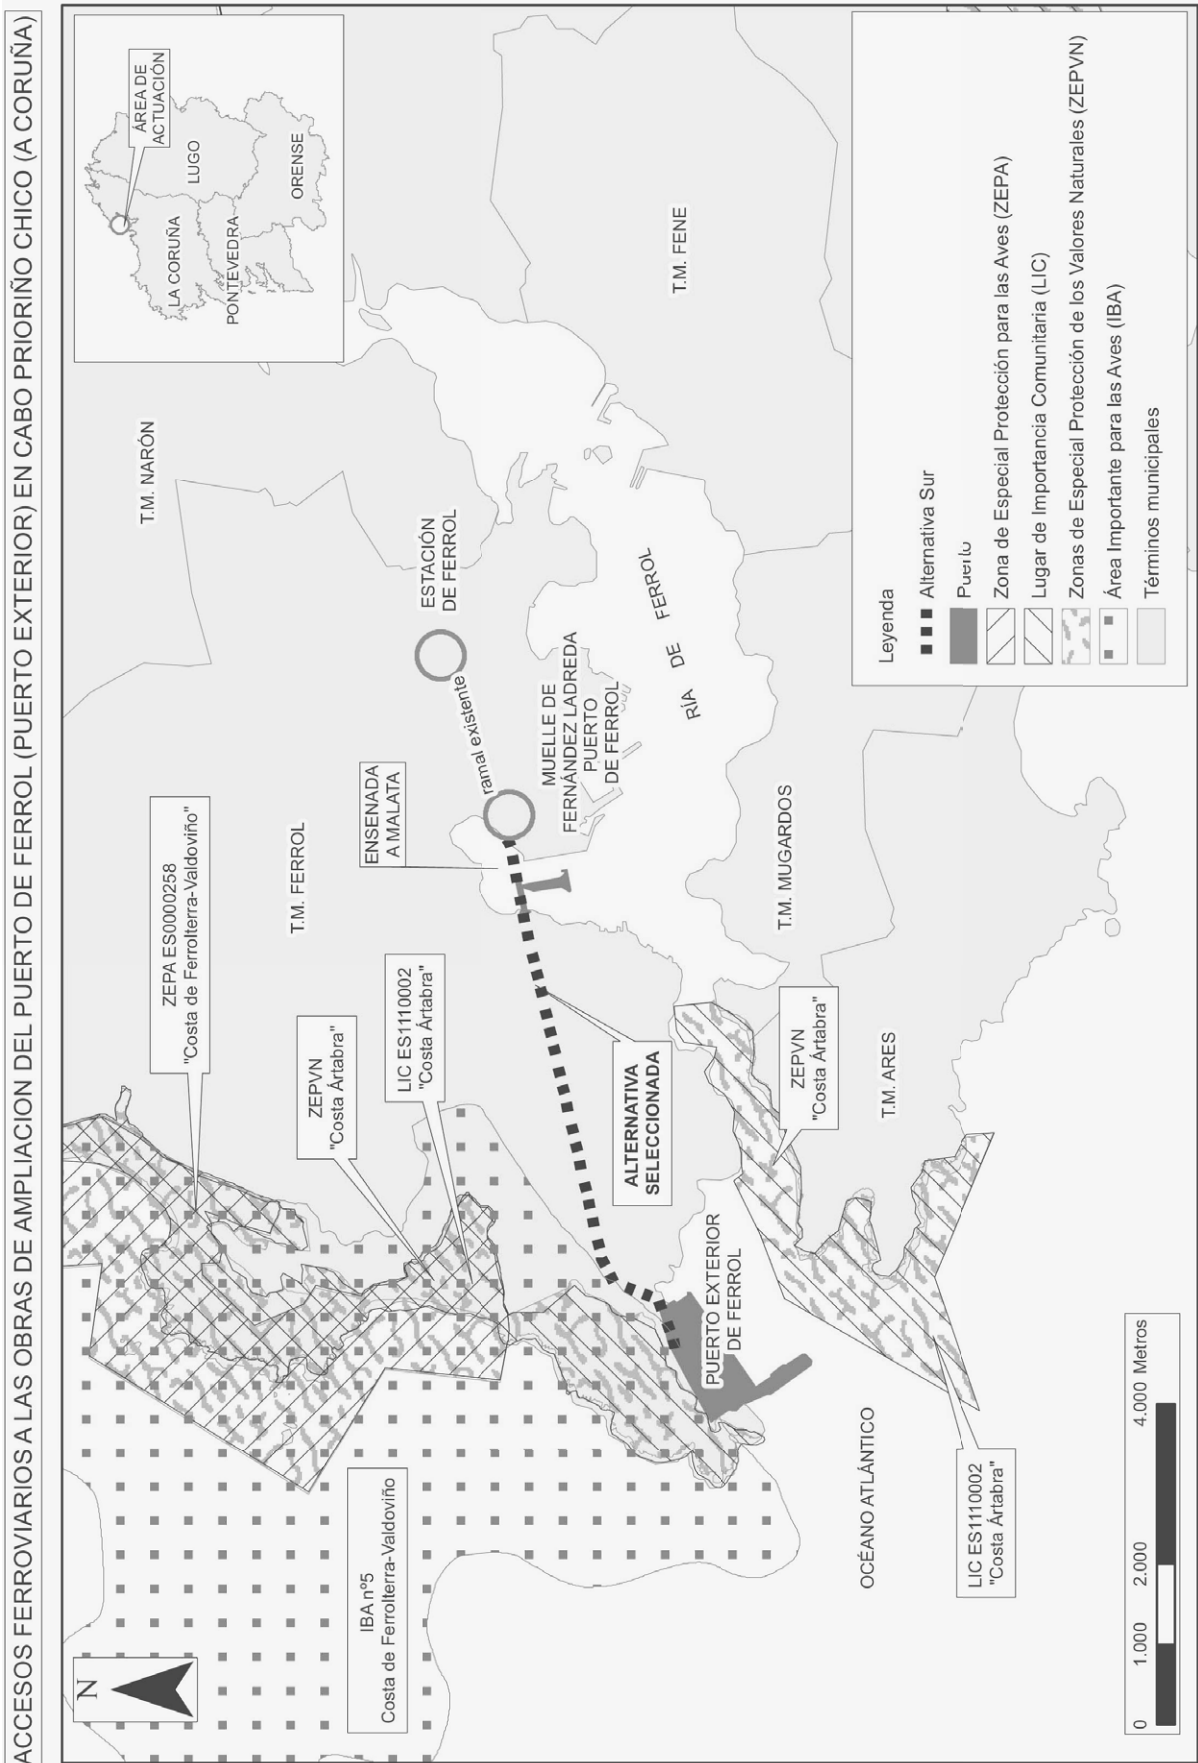 ACCESOS FERROVIARIOS A LAS OBRAS DE AMPLIACION DEL PUERTO DE FERROL (PUERTO EXTERIOR) EN CABO PRIORIÑO CHICO (A CORUÑA)
N
IBA nº5
Costa de Ferrolterra-Valdoviño
ZEPA ES0000258
"Costa de Ferrolterra-Valdoviño"
ZEPVN
"Costa Ártabra"
LIC ES1110002
"Costa Ártabra"
T.M. FERROL
T.M. NARÓN
ENSENADA
A MALATA
ramal existente
ESTACIÓN
DE FERROL
MUELLE DE
FERNÁNDEZ LADREDA
PUERTO
DE FERROL
RÍA DE FERROL
ALTERNATIVA
SELECCIONADA
PUERTO EXTERIOR
DE FERROL
ZEPVN
"Costa Ártabra"
T.M. MUGARDOS
T.M. ARES
T.M. FENE
OCÉANO ATLÁNTICO
LIC ES1110002
"Costa Ártabra"
0 1.000 2.000 4.000 Metros
ÁREA DE
ACTUACIÓN
LA CORUÑA
LUGO
PONTEVEDRA
ORENSE
Leyenda
Alternativa Sur
Puerto
Zona de Especial Protección para las Aves (ZEPA)
Lugar de Importancia Comunitaria (LIC)
Zonas de Especial Protección de los Valores Naturales (ZEPVN)
Área Importante para las Aves (IBA)
Términos municipales